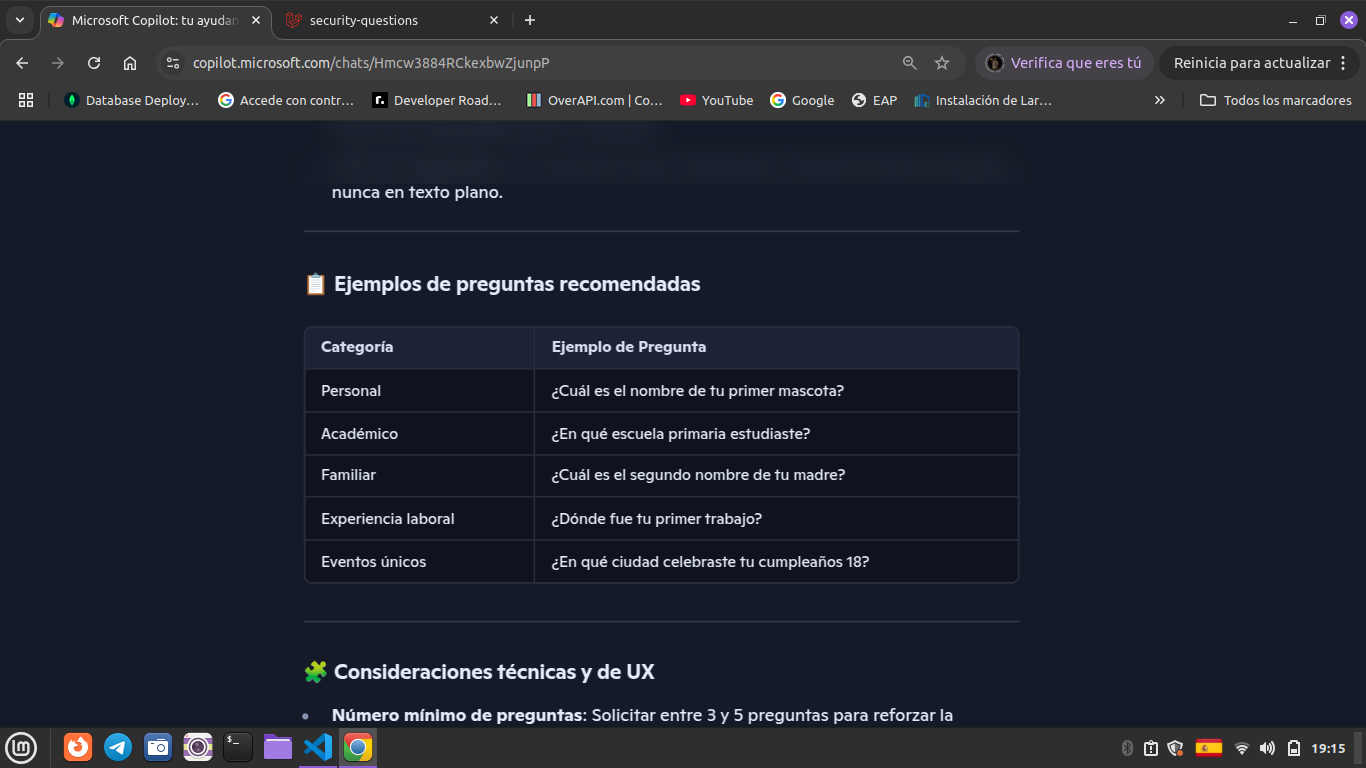 Microsoft Copilot: tu ayudan
security-questions
copilot.microsoft.com/chats/Hmcw3884RCkexbwZjunpP
Verifica que eres tú
Reinicia para actualizar
Database Deploy...
Accede con contr...
Developer Road...
OverAPI.com | Co...
YouTube
Google
EAP
Instalación de Lar...
Todos los marcadores
nunca en texto plano.
Ejemplos de preguntas recomendadas
Categoría Ejemplo de Pregunta
Personal ¿Cuál es el nombre de tu primer mascota?
Académico ¿En qué escuela primaria estudiaste?
Familiar ¿Cuál es el segundo nombre de tu madre?
Experiencia laboral ¿Dónde fue tu primer trabajo?
Eventos únicos ¿En qué ciudad celebraste tu cumpleaños 18?
Consideraciones técnicas y de UX
• Número mínimo de preguntas: Solicitar entre 3 y 5 preguntas para reforzar la
19:15